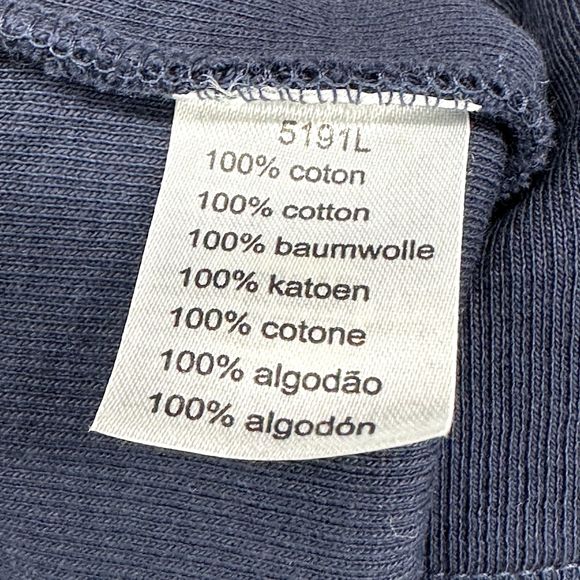 5191L
100% coton
100% cotton
100% baumwolle
100% katoen
100% cotone
100% algodão
100% algodón